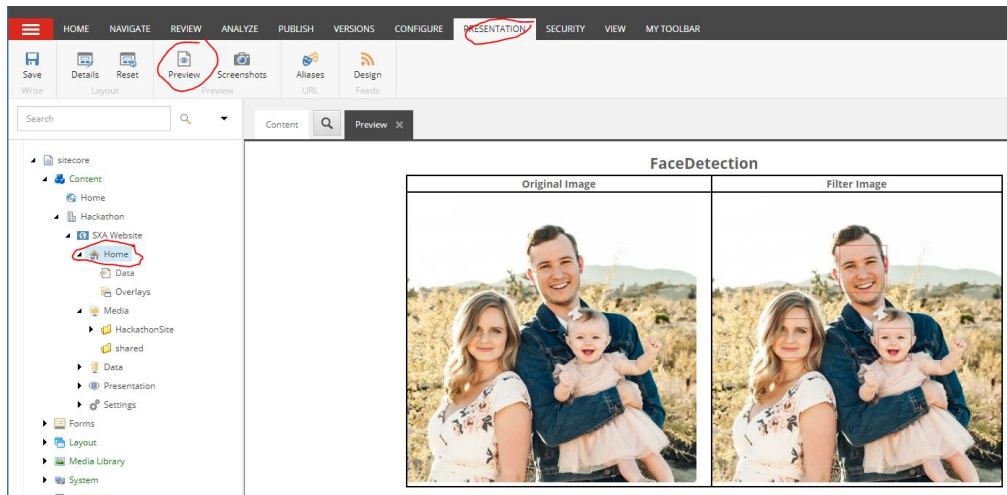 HOME NAVIGATE REVIEW ANALYZE PUBLISH VERSIONS CONFIGURE PRESENTATION SECURITY VIEW MY TOOLBAR
Save Details Reset Preview Screenshots Aliases Design
Write Layout Preview URL Feeds
Search
Content Preview
sitecore
Content
Home
Hackathon
SXA Website
Home
Data
Overlays
Media
HackathonSite
shared
Data
Presentation
Settings
Forms
Layout
Media Library
System
FaceDetection
Original Image Filter Image